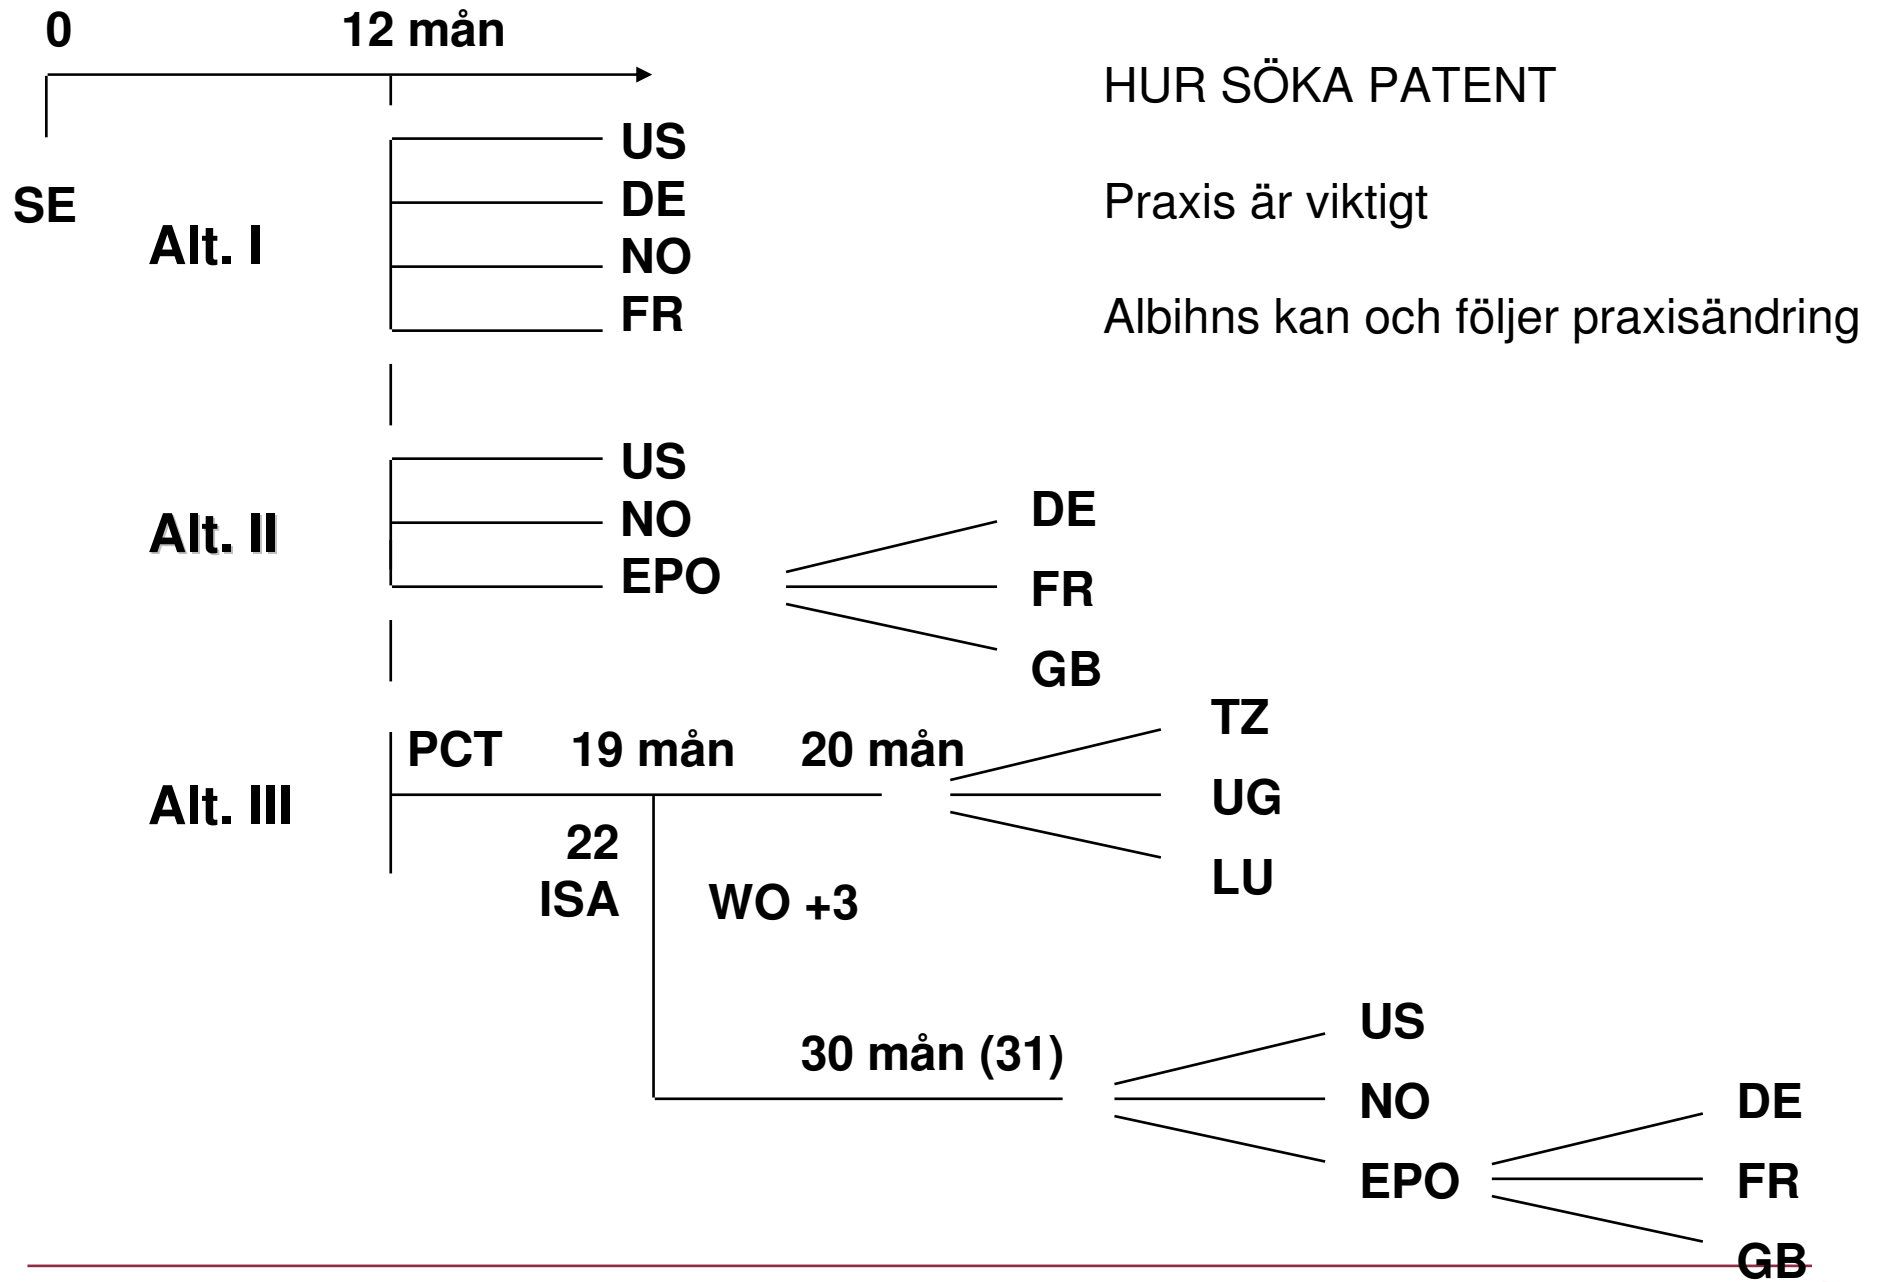 0
12 mån
HUR SÖKA PATENT
Praxis är viktigt
Albihns kan och följer praxisändring
SE
Alt. I
US
DE
NO
FR
Alt. II
US
NO
EPO
DE
FR
GB
Alt. III
PCT
19 mån
20 mån
TZ
UG
LU
22
ISA
WO +3
30 mån (31)
US
NO
EPO
DE
FR
GB